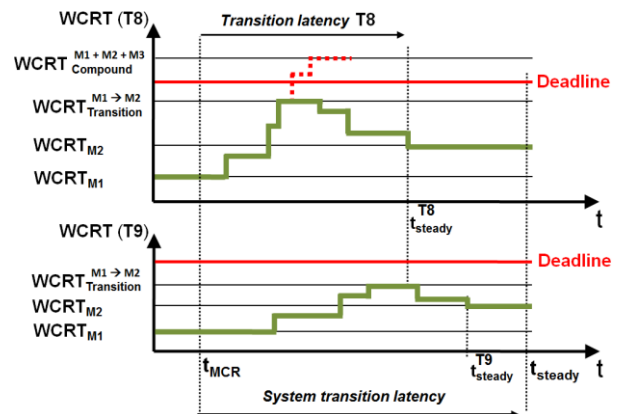 WCRT (T8)
Transition latency T8
WCRT M1 + M2 + M3 Compound
Deadline
WCRT M1 → M2 Transition
WCRT M2
WCRT M1
t
t T8 steady
WCRT (T9)
Deadline
WCRT M1 → M2 Transition
WCRT M2
WCRT M1
t
t MCR
t T9 steady
t steady
System transition latency